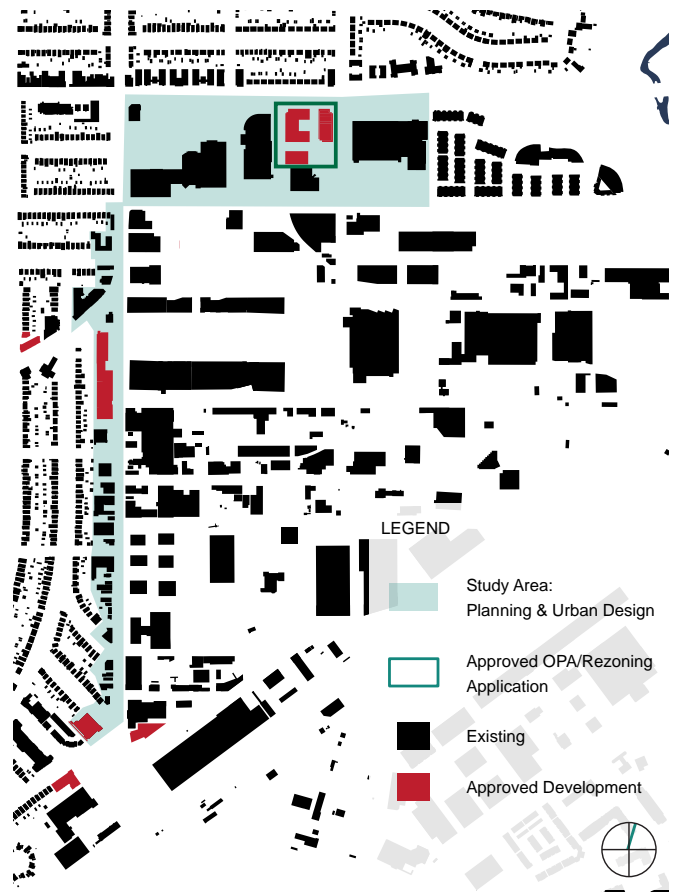 LEGEND
Study Area:
Planning & Urban Design
Approved OPA/Rezoning
Application
Existing
Approved Development